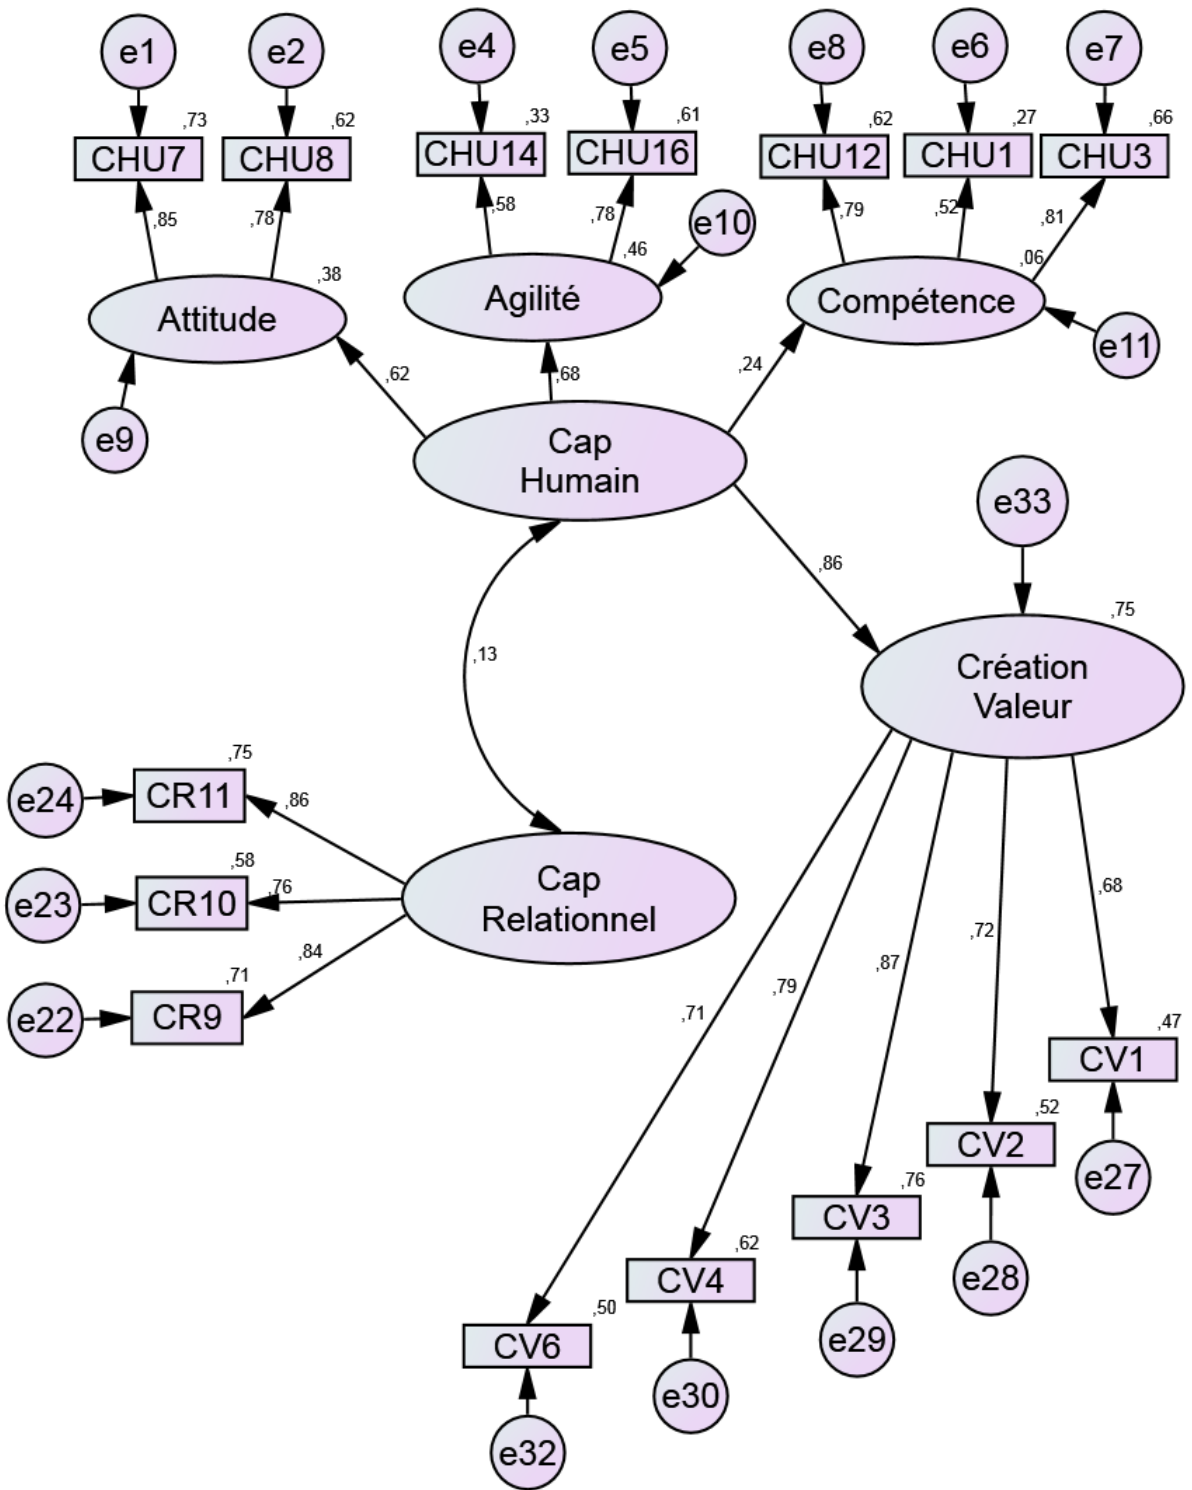 e1
e2
e4
e5
e8
e6
e7
,73
,62
,33
,61
,62
,27
,66
CHU7
CHU8
CHU14
CHU16
CHU12
CHU1
CHU3
,85
,78
,58
,78
,79
,52
,81
e10
,46
,06
,38
Attitude
Agilité
Compétence
e11
,62
,68
,24
e9
Cap
Humain
e33
,86
,75
,13
Création
Valeur
,75
e24
CR11
,86
,58
e23
CR10
,76
Cap
Relationnel
,84
,71
e22
CR9
,71
,79
,87
,72
,68
,47
CV1
,52
CV2
e27
,76
CV3
e28
,62
CV4
e29
,50
CV6
e30
e32